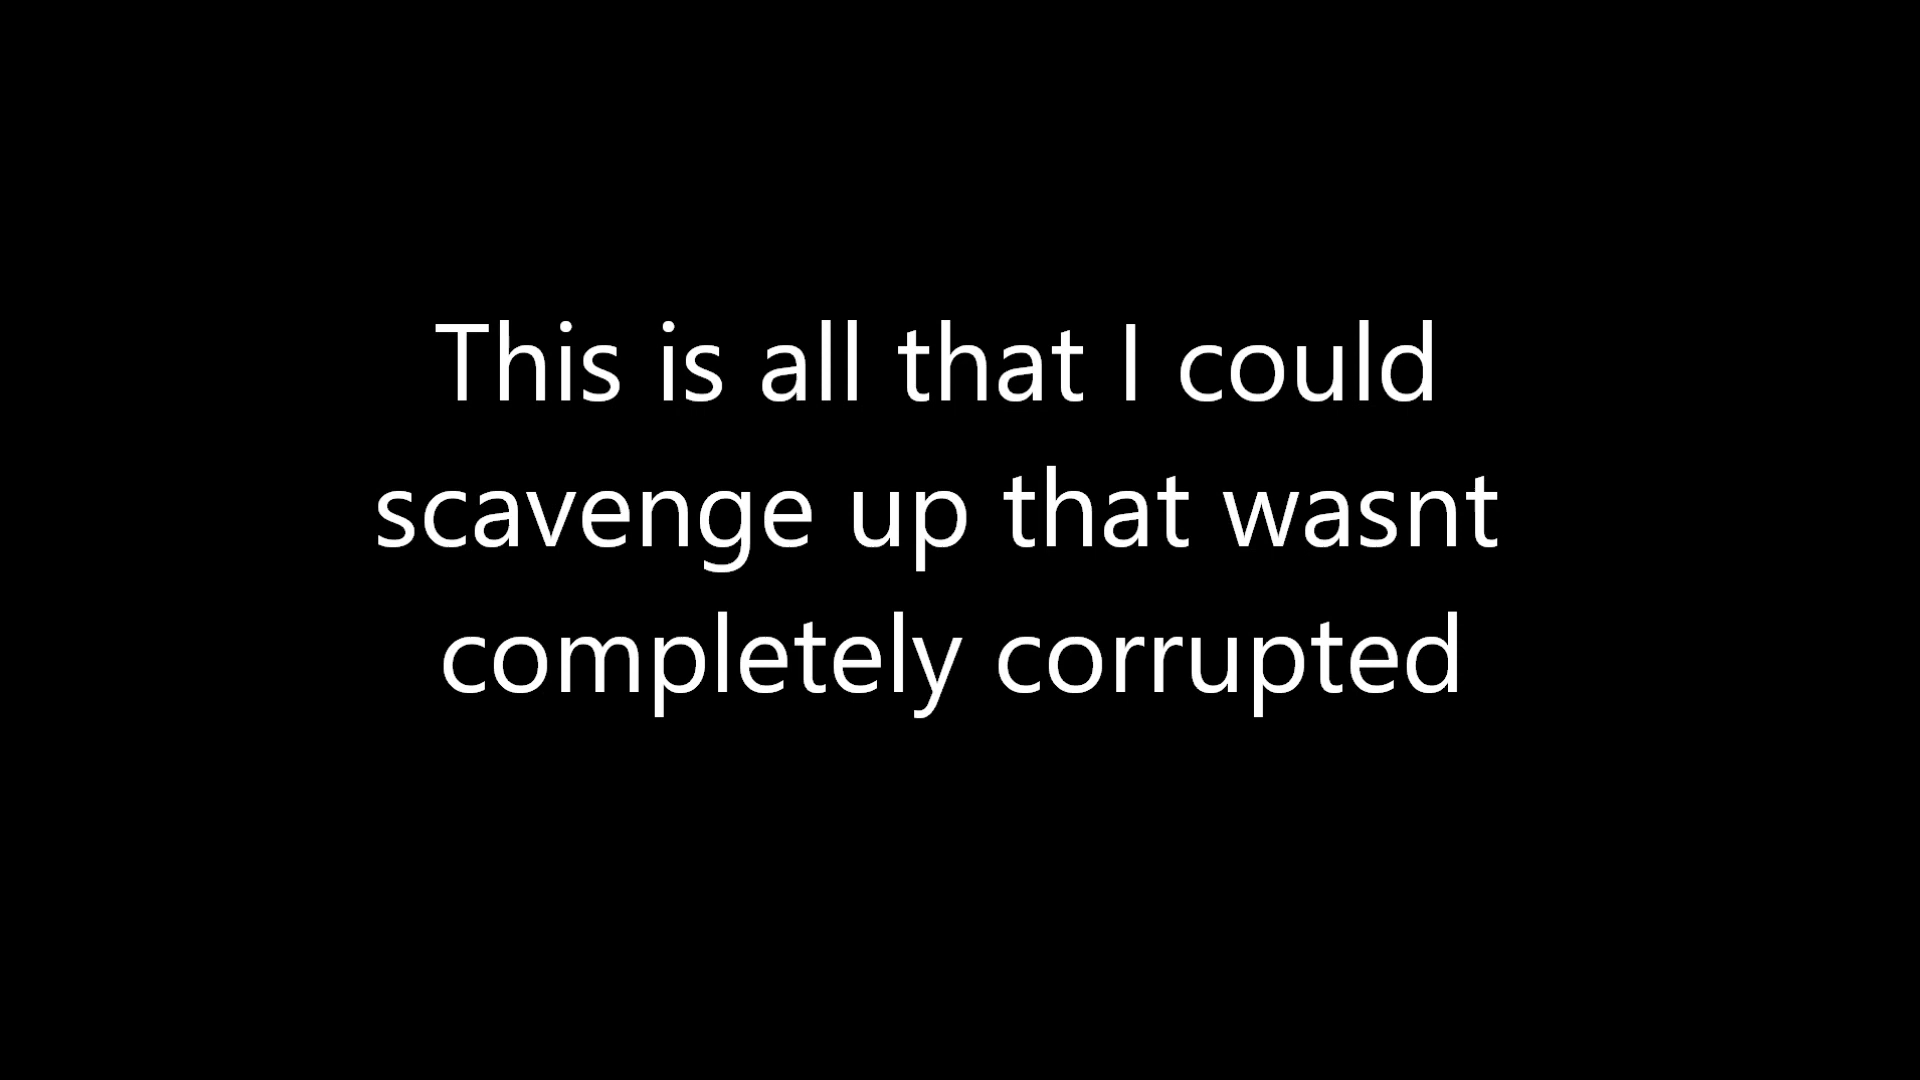 This is all that I could
scavenge up that wasnt
completely corrupted